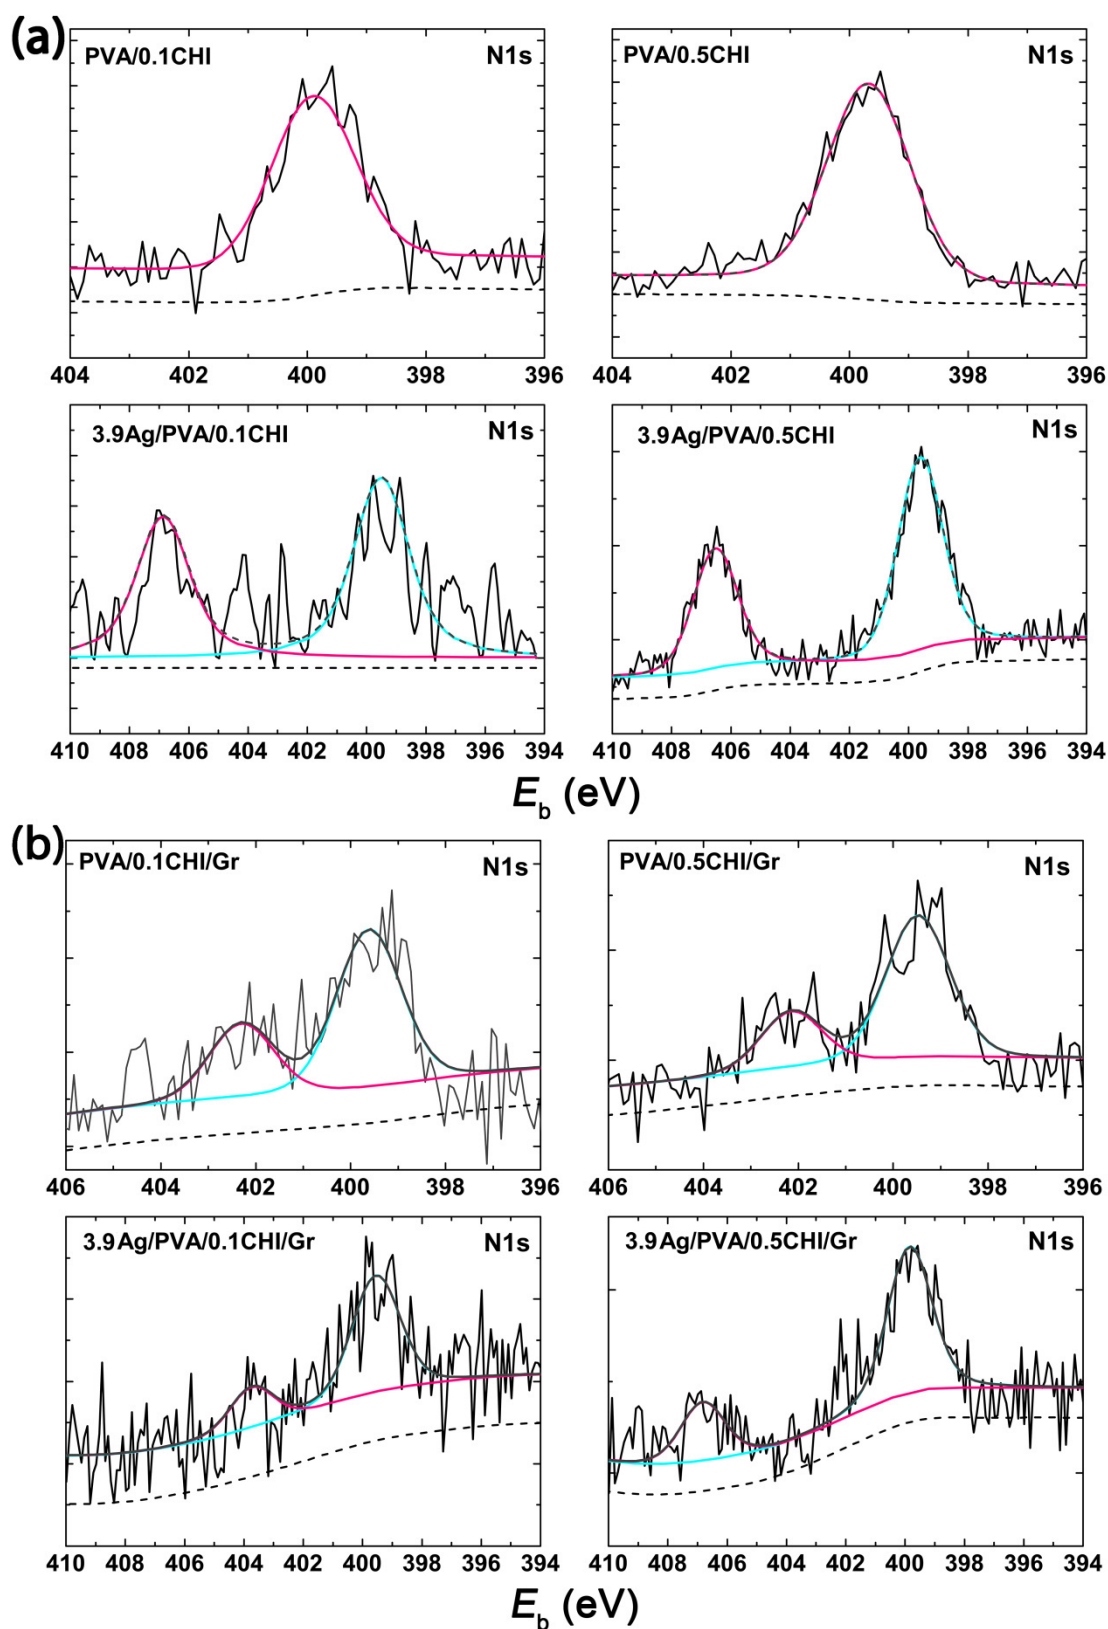 (a)
PVA/0.1CHI N1s
404 402 400 398 396
PVA/0.5CHI N1s
404 402 400 398 396
3.9Ag/PVA/0.1CHI N1s
410 408 406 404 402 400 398 396 394
3.9Ag/PVA/0.5CHI N1s
410 408 406 404 402 400 398 396 394
Eb (eV)
(b)
PVA/0.1CHI/Gr N1s
406 404 402 400 398 396
PVA/0.5CHI/Gr N1s
406 404 402 400 398 396
3.9Ag/PVA/0.1CHI/Gr N1s
410 408 406 404 402 400 398 396 394
3.9Ag/PVA/0.5CHI/Gr N1s
410 408 406 404 402 400 398 396 394
Eb (eV)